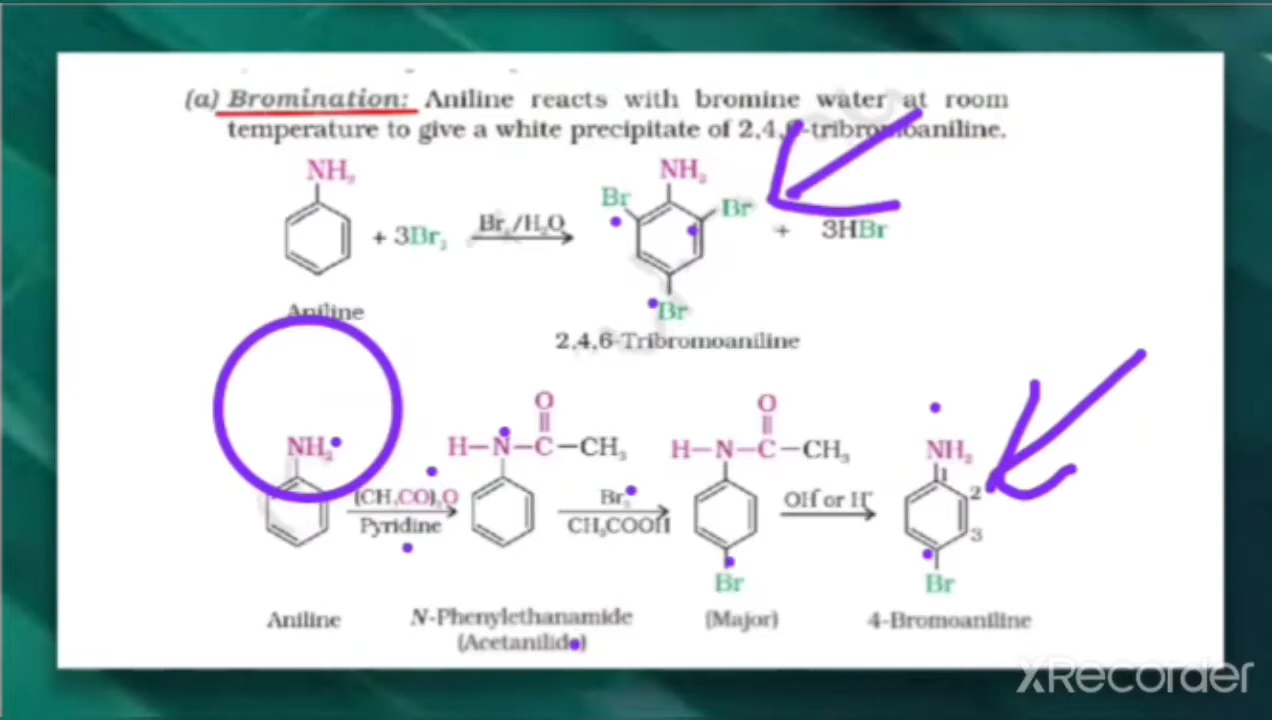 (a) Bromination: Aniline reacts with bromine water at room
temperature to give a white precipitate of 2,4,6-tribromoaniline.
NH₂
NH₂
Br
Br
+ 3Br₂
Br₂/H₂O
+ 3HBr
Br
Aniline
2,4,6-Tribromoaniline
O
O
NH₂
H–N–C–CH₃
H–N–C–CH₃
NH₂
1
2
3
(CH₃CO)₂O
Pyridine
Br₂
CH₃COOH
OH⁻ or H⁺
Br
Br
Aniline
N-Phenylethanamide
(Acetanilide)
(Major)
4-Bromoaniline
XRecorder